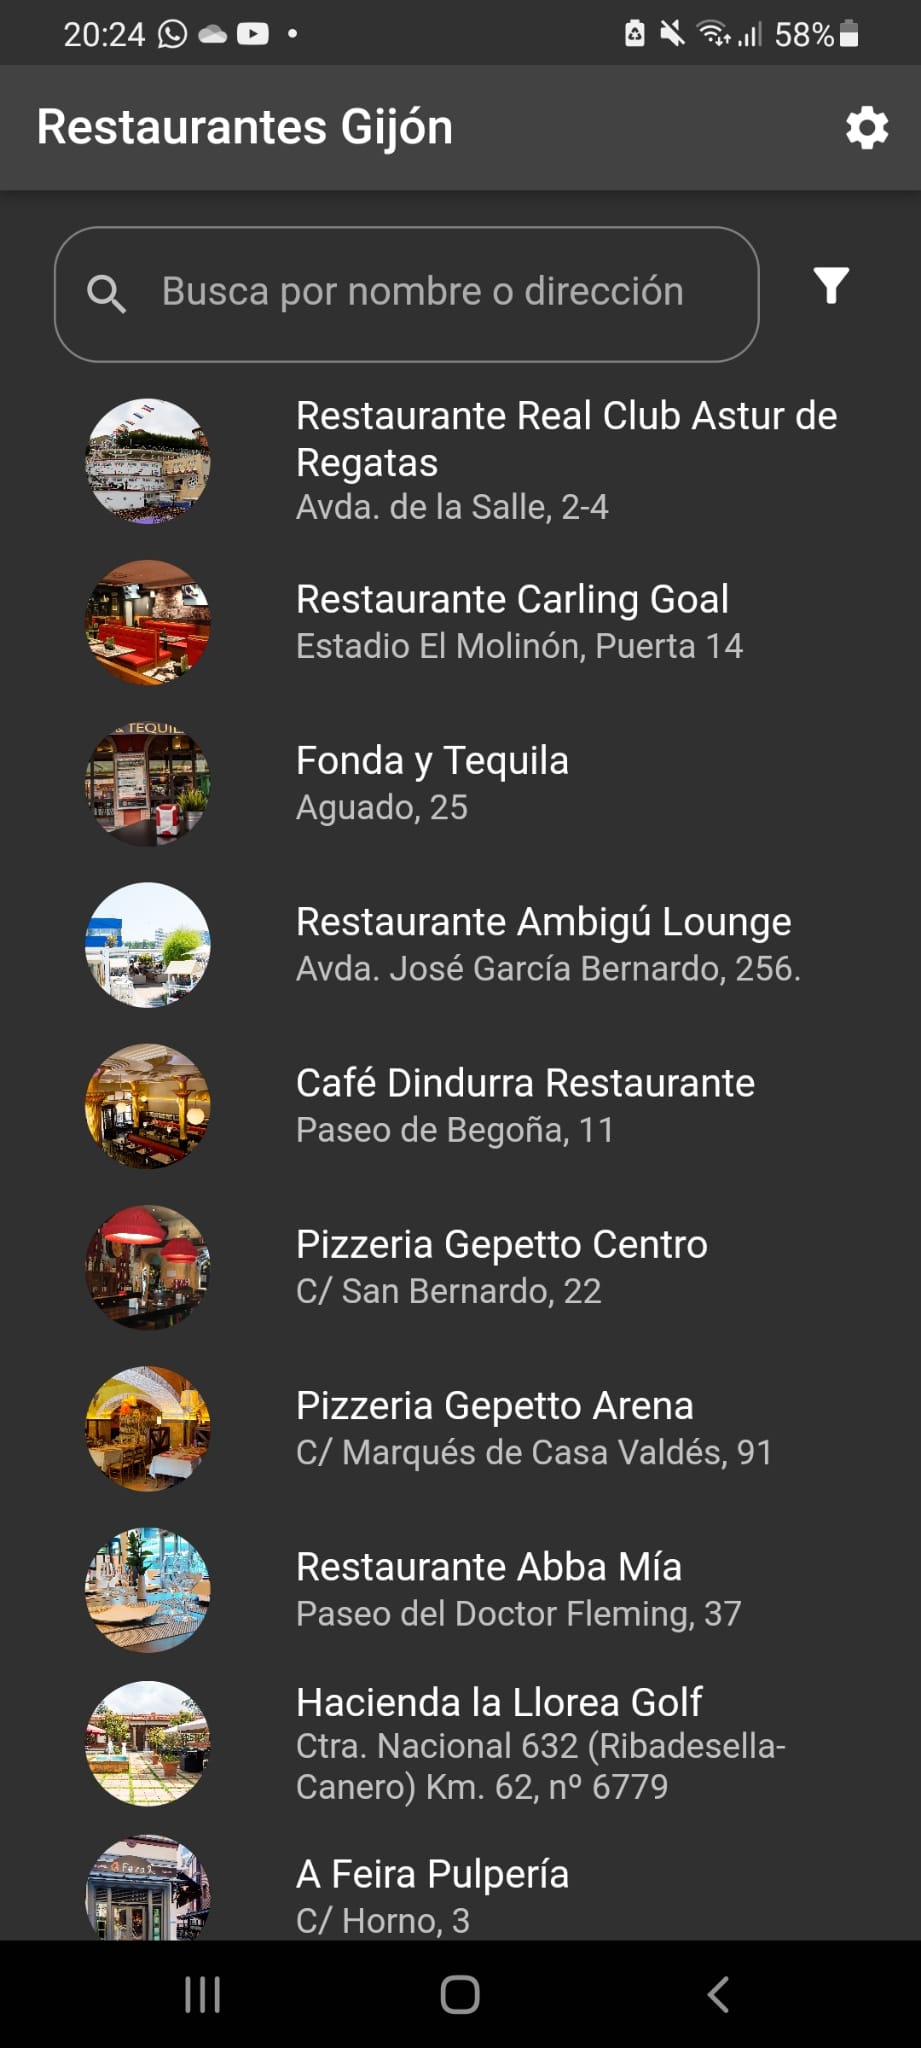 20:24
58%
Restaurantes Gijón
Busca por nombre o dirección
Restaurante Real Club Astur de
Regatas
Avda. de la Salle, 2-4
Restaurante Carling Goal
Estadio El Molinón, Puerta 14
& TEQUIL
Fonda y Tequila
Aguado, 25
Restaurante Ambigú Lounge
Avda. José García Bernardo, 256.
Café Dindurra Restaurante
Paseo de Begoña, 11
Pizzeria Gepetto Centro
C/ San Bernardo, 22
Pizzeria Gepetto Arena
C/ Marqués de Casa Valdés, 91
Restaurante Abba Mía
Paseo del Doctor Fleming, 37
Hacienda la Llorea Golf
Ctra. Nacional 632 (Ribadesella-
Canero) Km. 62, nº 6779
A Feira Pulpería
C/ Horno, 3